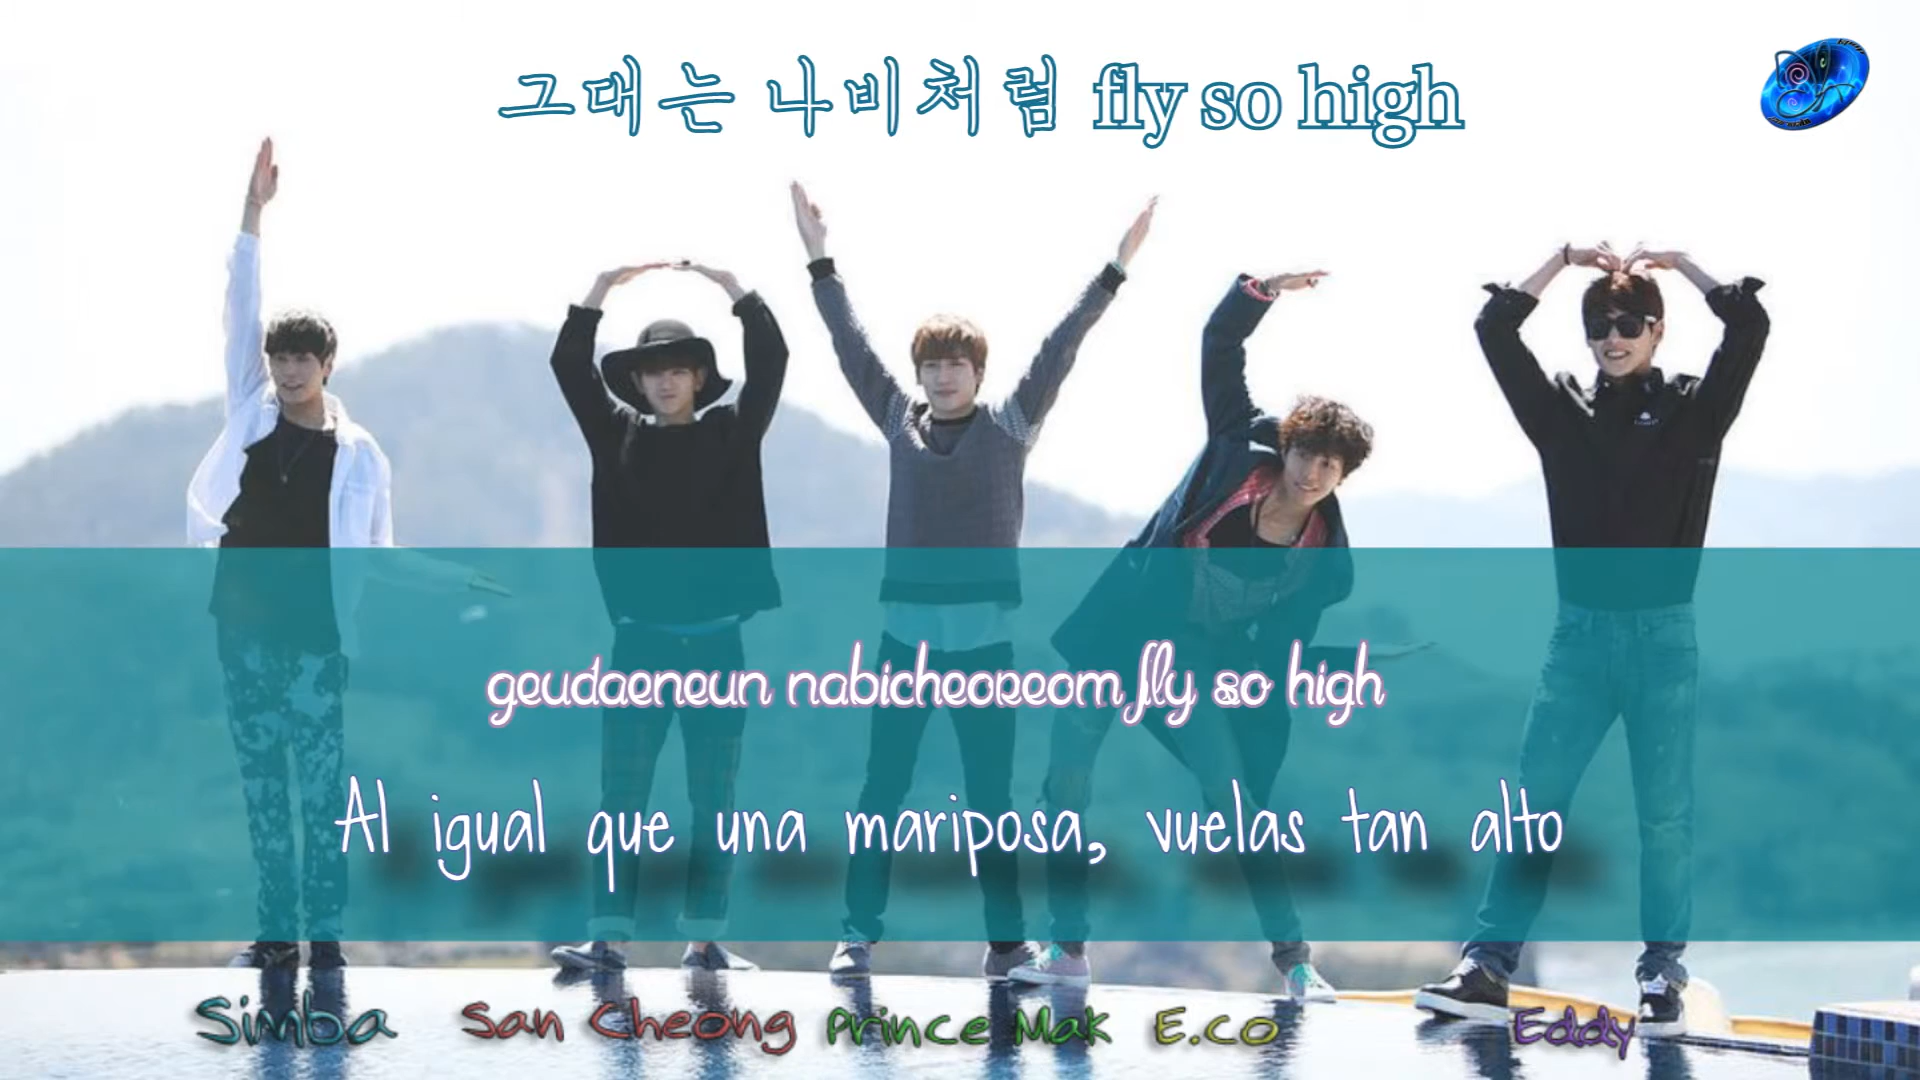 그대는 나비처럼 fly so high
geudaeneun nabicheoreom fly so high
Al igual que una mariposa, vuelas tan alto
Simba San Cheong Prince Mak E.co Eddy